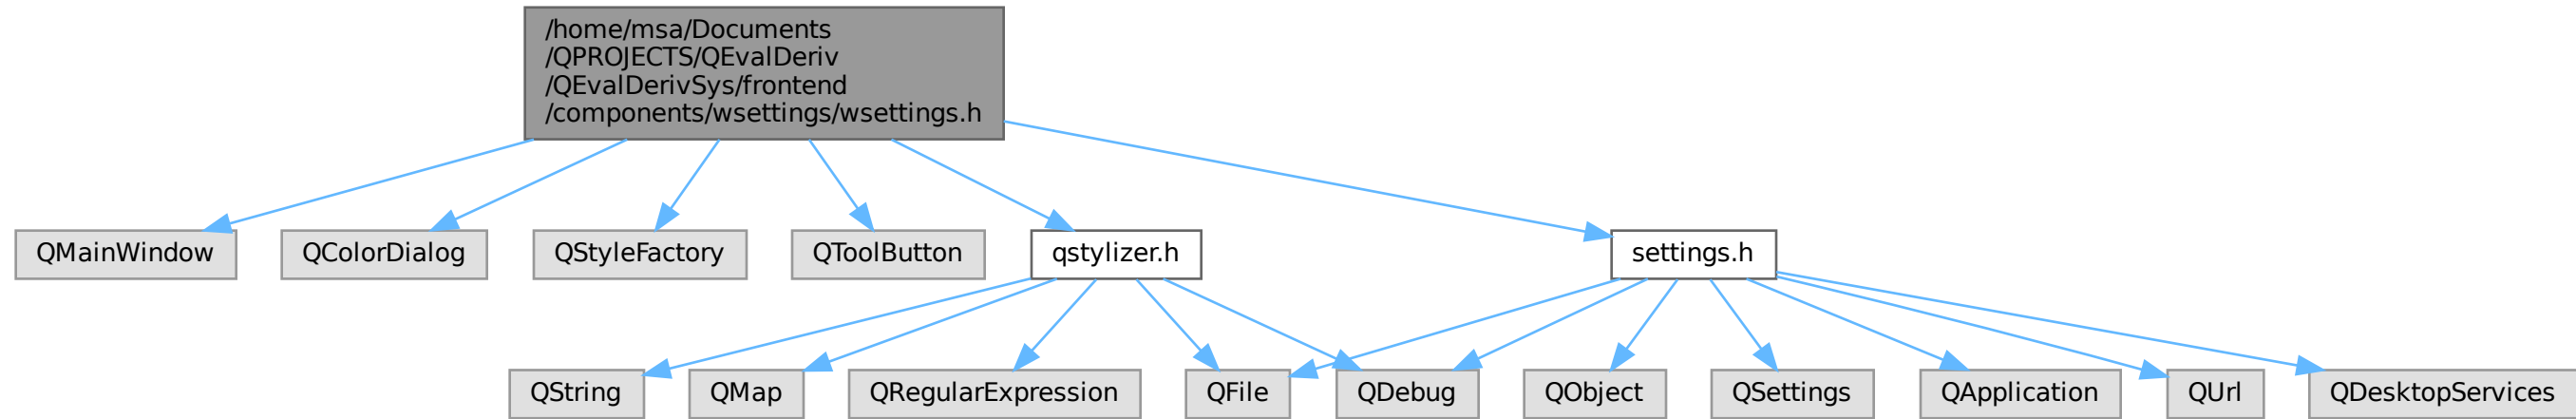 /home/msa/Documents
/QPROJECTS/QEvalDeriv
/QEvalDerivSys/frontend
/components/wsettings/wsettings.h
QMainWindow
QColorDialog
QStyleFactory
QToolButton
qstylizer.h
settings.h
QString
QMap
QRegularExpression
QFile
QDebug
QObject
QSettings
QApplication
QUrl
QDesktopServices